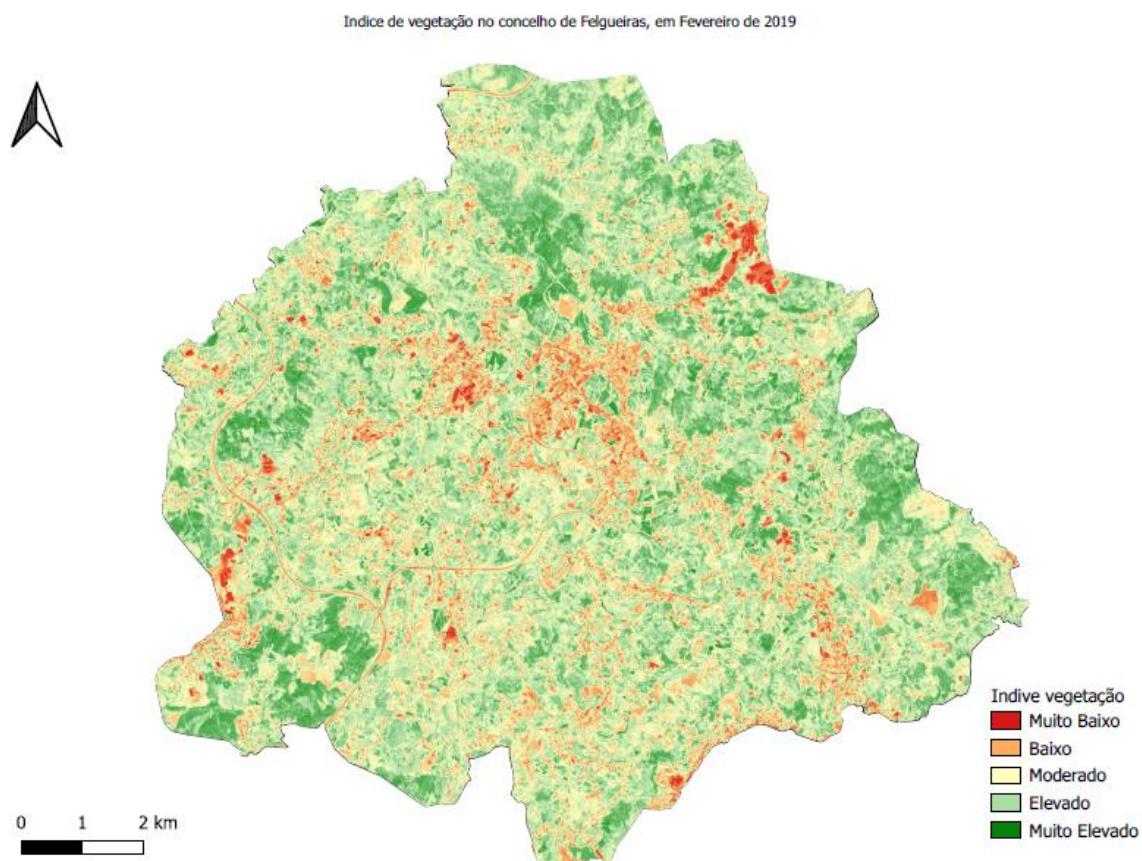 Indice de vegetação no concelho de Felgueiras, em Fevereiro de 2019
Indive vegetação
Muito Baixo
Baixo
Moderado
Elevado
Muito Elevado
0 1 2 km